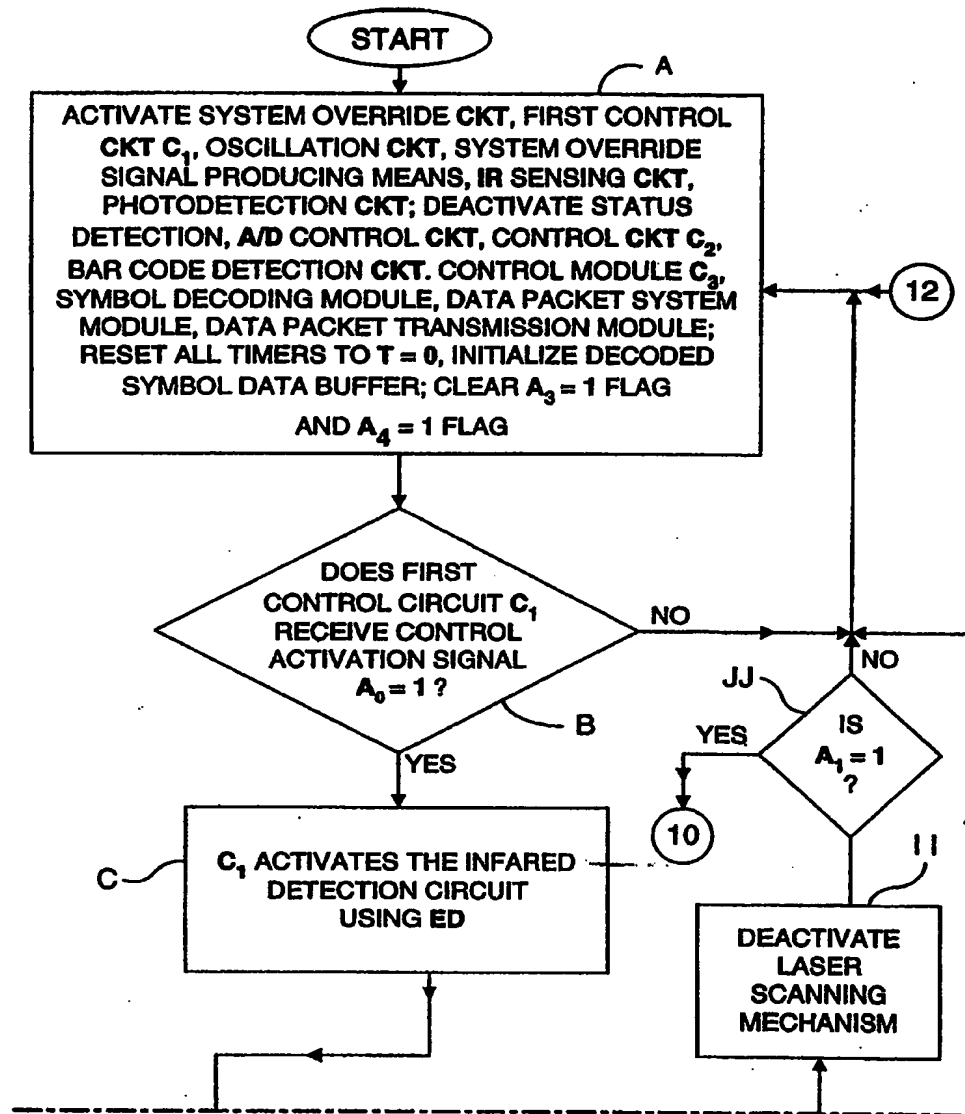 START
A
ACTIVATE SYSTEM OVERRIDE CKT, FIRST CONTROL
CKT C₁, OSCILLATION CKT, SYSTEM OVERRIDE
SIGNAL PRODUCING MEANS, IR SENSING CKT,
PHOTODETECTION CKT; DEACTIVATE STATUS
DETECTION, A/D CONTROL CKT, CONTROL CKT C₂,
BAR CODE DETECTION CKT. CONTROL MODULE C₃,
SYMBOL DECODING MODULE, DATA PACKET SYSTEM
MODULE, DATA PACKET TRANSMISSION MODULE;
RESET ALL TIMERS TO T = 0, INITIALIZE DECODED
SYMBOL DATA BUFFER; CLEAR A₃ = 1 FLAG
AND A₄ = 1 FLAG
12
DOES FIRST
CONTROL CIRCUIT C₁
RECEIVE CONTROL
ACTIVATION SIGNAL
A₀ = 1 ?
NO
B
YES
NO
JJ
IS
A₁ = 1
?
YES
10
C
C₁ ACTIVATES THE INFARED
DETECTION CIRCUIT
USING ED
II
DEACTIVATE
LASER
SCANNING
MECHANISM